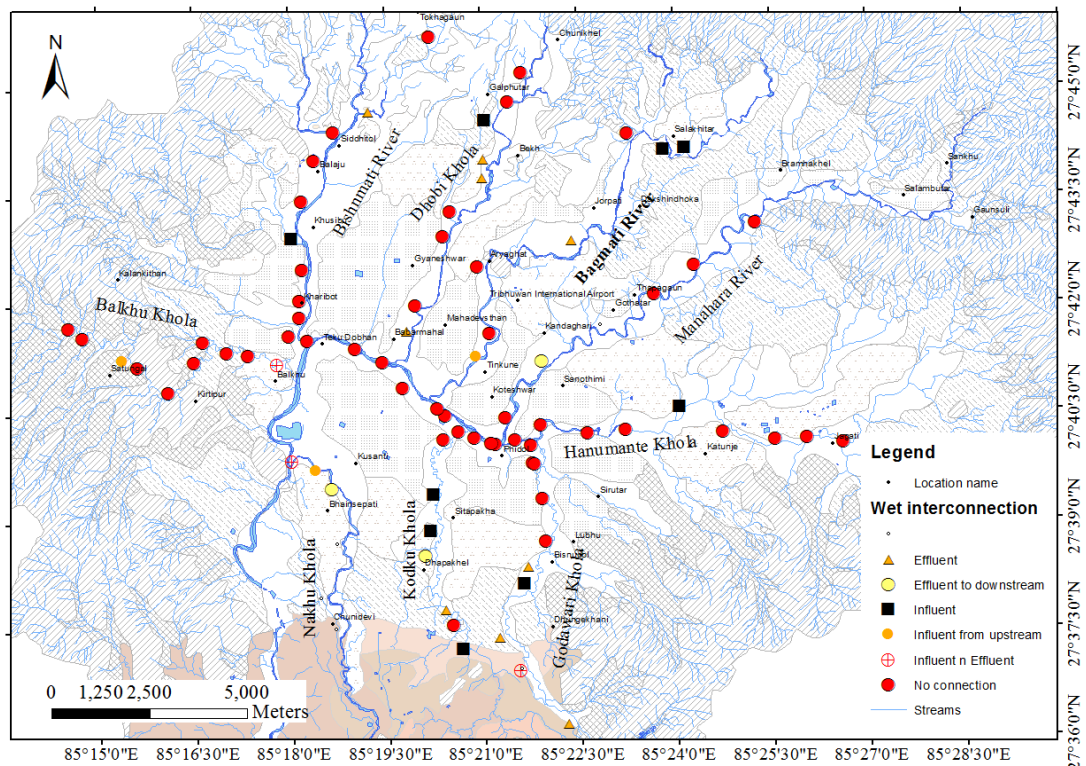 Tokhagaun
Chunikhel
N
Galphutar
Siddhitol
Salakhitar
Balaju
Bokh
Bramhakhel
Sankhu
Bishnmati River
Dhobi Khola
Salambutar
Jorpati
Dakshindhoka
Gaunsuli
Khusibu
Bagmati River
Aryaghat
Gyaneshwar
Kalankithan
Tribhuwan International Airport
Thapagaun
Manahara River
Kharibot
Gothatar
Balkhu Khola
Mahadevsthan
Kandaghari
Teku Dobhan
Babarmahal
Satungal
Balkhu
Tinkune
Sanothimi
Kirtipur
Koteshwar
Hanumante Khola
Jagati
Katunje
Phidol
Kusanti
Sirutar
Bhainsepati
Sitapakha
Lubhu
Kodku Khola
Dhapakhel
Nakhu Khola
Godawari Khola
Chunidevi
Dhungekhani
Legend
Location name
Wet interconnection
Effluent
Effluent to downstream
Influent
Influent from upstream
Influent n Effluent
No connection
Streams
0 1,250 2,500 5,000
Meters
27°45'0"N
27°43'30"N
27°42'0"N
27°40'30"N
27°39'0"N
27°37'30"N
27°36'0"N
85°15'0"E 85°16'30"E 85°18'0"E 85°19'30"E 85°21'0"E 85°22'30"E 85°24'0"E 85°25'30"E 85°27'0"E 85°28'30"E